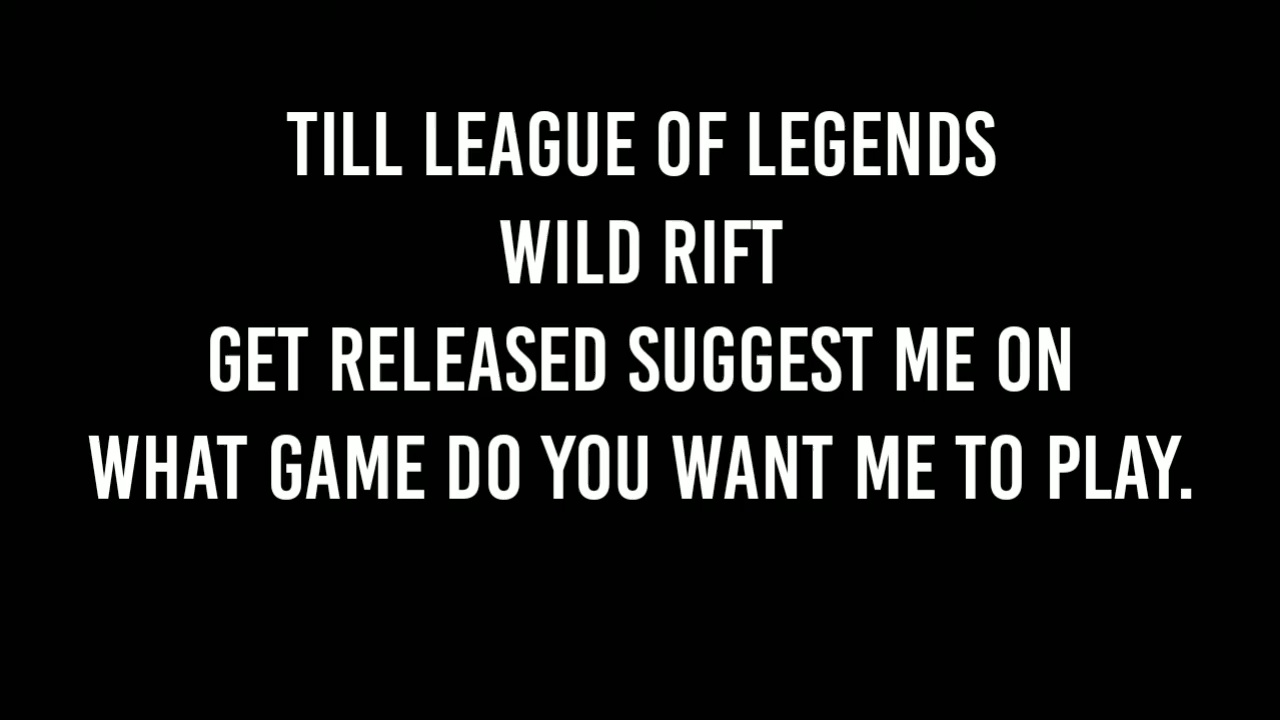 TILL LEAGUE OF LEGENDS
WILD RIFT
GET RELEASED SUGGEST ME ON
WHAT GAME DO YOU WANT ME TO PLAY.